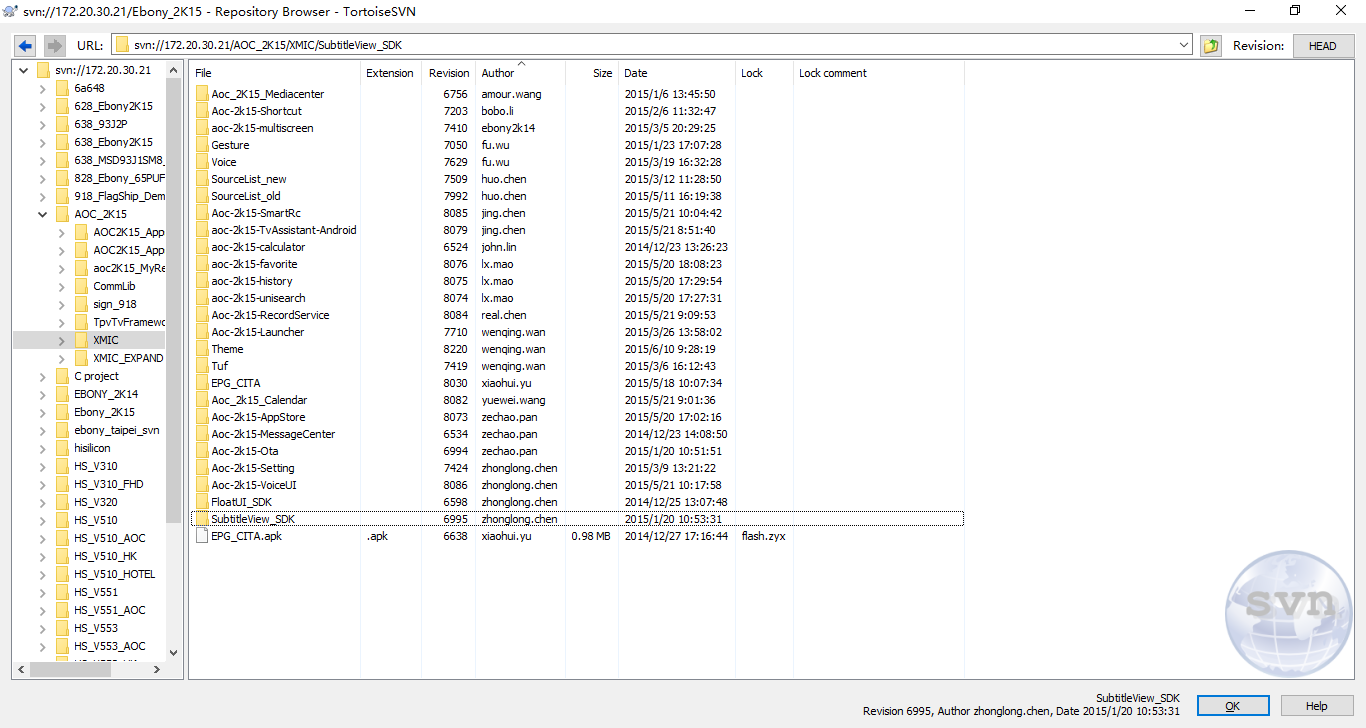 svn://172.20.30.21/Ebony_2K15 - Repository Browser - TortoiseSVN
URL: svn://172.20.30.21/AOC_2K15/XMIC/SubtitleView_SDK Revision: HEAD
svn://172.20.30.21
6a648
628_Ebony2K15
638_93J2P
638_Ebony2K15
638_MSD93J1SM8_
828_Ebony_65PUF
918_FlagShip_Dem
AOC_2K15
AOC2K15_App
AOC2K15_App
aoc2K15_MyRe
CommLib
sign_918
TpvTvFramewo
XMIC
XMIC_EXPAND
C project
EBONY_2K14
Ebony_2K15
ebony_taipei_svn
hisilicon
HS_V310
HS_V310_FHD
HS_V320
HS_V510
HS_V510_AOC
HS_V510_HK
HS_V510_HOTEL
HS_V551
HS_V551_AOC
HS_V553
HS_V553_AOC
File Extension Revision Author Size Date Lock Lock comment
Aoc_2K15_Mediacenter 6756 amour.wang 2015/1/6 13:45:50
Aoc-2k15-Shortcut 7203 bobo.li 2015/2/6 11:32:47
aoc-2k15-multiscreen 7410 ebony2k14 2015/3/5 20:29:25
Gesture 7050 fu.wu 2015/1/23 17:07:28
Voice 7629 fu.wu 2015/3/19 16:32:28
SourceList_new 7509 huo.chen 2015/3/12 11:28:50
SourceList_old 7992 huo.chen 2015/5/11 16:19:38
Aoc-2k15-SmartRc 8085 jing.chen 2015/5/21 10:04:42
aoc-2k15-TvAssistant-Android 8079 jing.chen 2015/5/21 8:51:40
aoc-2k15-calculator 6524 john.lin 2014/12/23 13:26:23
aoc-2k15-favorite 8076 lx.mao 2015/5/20 18:08:23
aoc-2k15-history 8075 lx.mao 2015/5/20 17:29:54
aoc-2k15-unisearch 8074 lx.mao 2015/5/20 17:27:31
Aoc-2k15-RecordService 8084 real.chen 2015/5/21 9:09:53
Aoc-2k15-Launcher 7710 wenqing.wan 2015/3/26 13:58:02
Theme 8220 wenqing.wan 2015/6/10 9:28:19
Tuf 7419 wenqing.wan 2015/3/6 16:12:43
EPG_CITA 8030 xiaohui.yu 2015/5/18 10:07:34
Aoc_2K15_Calendar 8082 yuewei.wang 2015/5/21 9:01:36
Aoc-2k15-AppStore 8073 zechao.pan 2015/5/20 17:02:16
Aoc-2K15-MessageCenter 6534 zechao.pan 2014/12/23 14:08:50
Aoc-2k15-Ota 6994 zechao.pan 2015/1/20 10:51:51
Aoc-2k15-Setting 7424 zhonglong.chen 2015/3/9 13:21:22
Aoc-2k15-VoiceUI 8086 zhonglong.chen 2015/5/21 10:17:58
FloatUI_SDK 6598 zhonglong.chen 2014/12/25 13:07:48
SubtitleView_SDK 6995 zhonglong.chen 2015/1/20 10:53:31
EPG_CITA.apk .apk 6638 xiaohui.yu 0.98 MB 2014/12/27 17:16:44 flash.zyx
svn
SubtitleView_SDK
Revision 6995, Author zhonglong.chen, Date 2015/1/20 10:53:31
OK Help